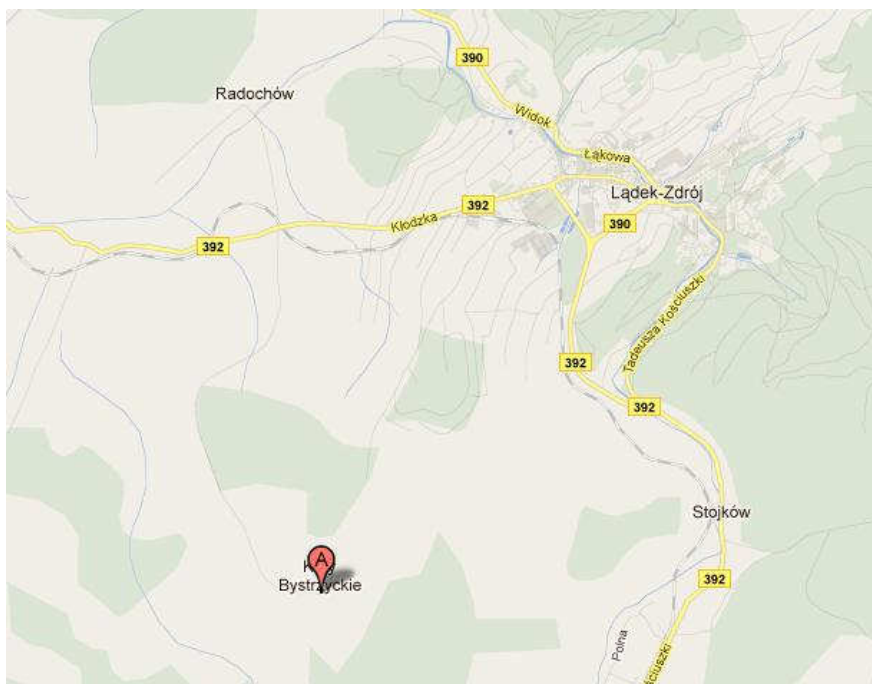 390
Radochów
Widok
Łąkowa
Lądek-Zdrój
392
Kłodzka
390
392
Tadeusza Kościuszki
392
392
Stojków
A
Bystrzyckie
392
Polna